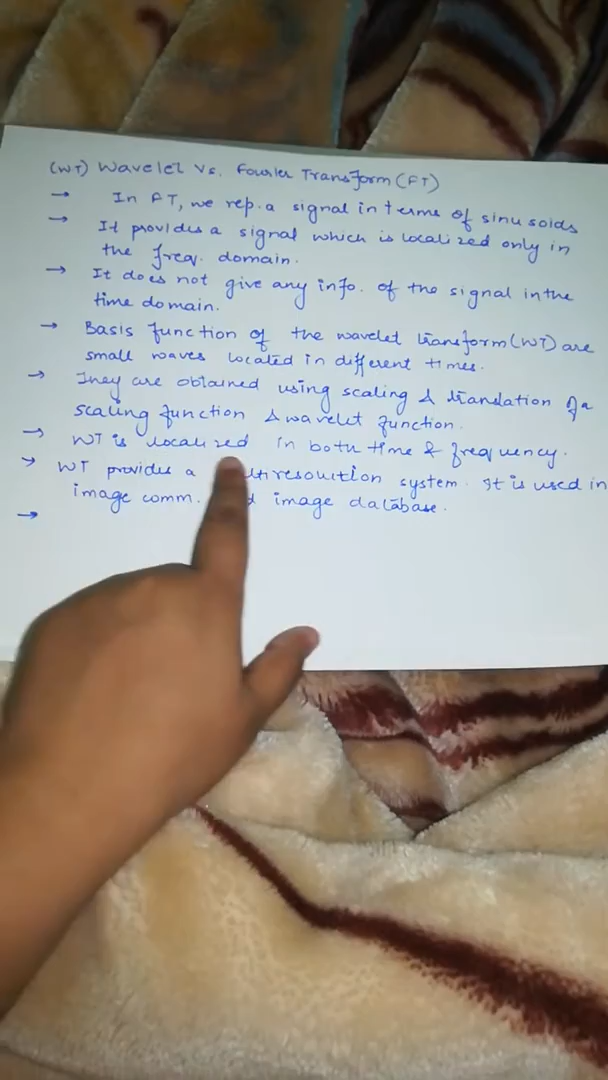 (WT) Wavelet Vs. Fourier Transform (FT)
→ In FT, we rep. a signal in terms of sinusoids
→ It provides a signal which is localized only in
the freq. domain.
→ It does not give any info. of the signal in the
time domain.
→ Basis function of the wavelet transform (WT) are
small waves located in different times.
→ They are obtained using scaling & translation of a
scaling function & wavelet function.
→ WT is localized in both time & frequency.
→ WT provides a system. It is used in
image comm. image database.
→